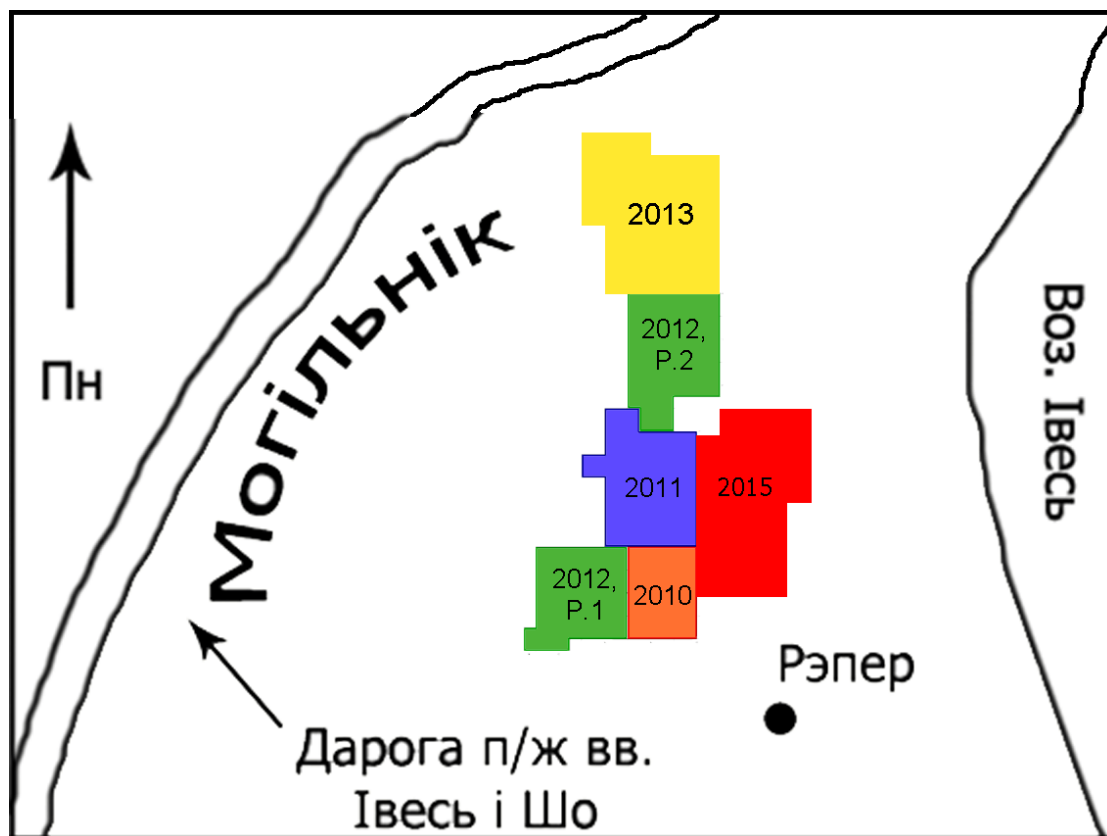 2013
Могільнік
Воз. Івесь
2012,
Р.2
Пн
2011
2015
2012,
Р.1
2010
Рэпер
Дарога п/ж вв.
Івесь і Шо